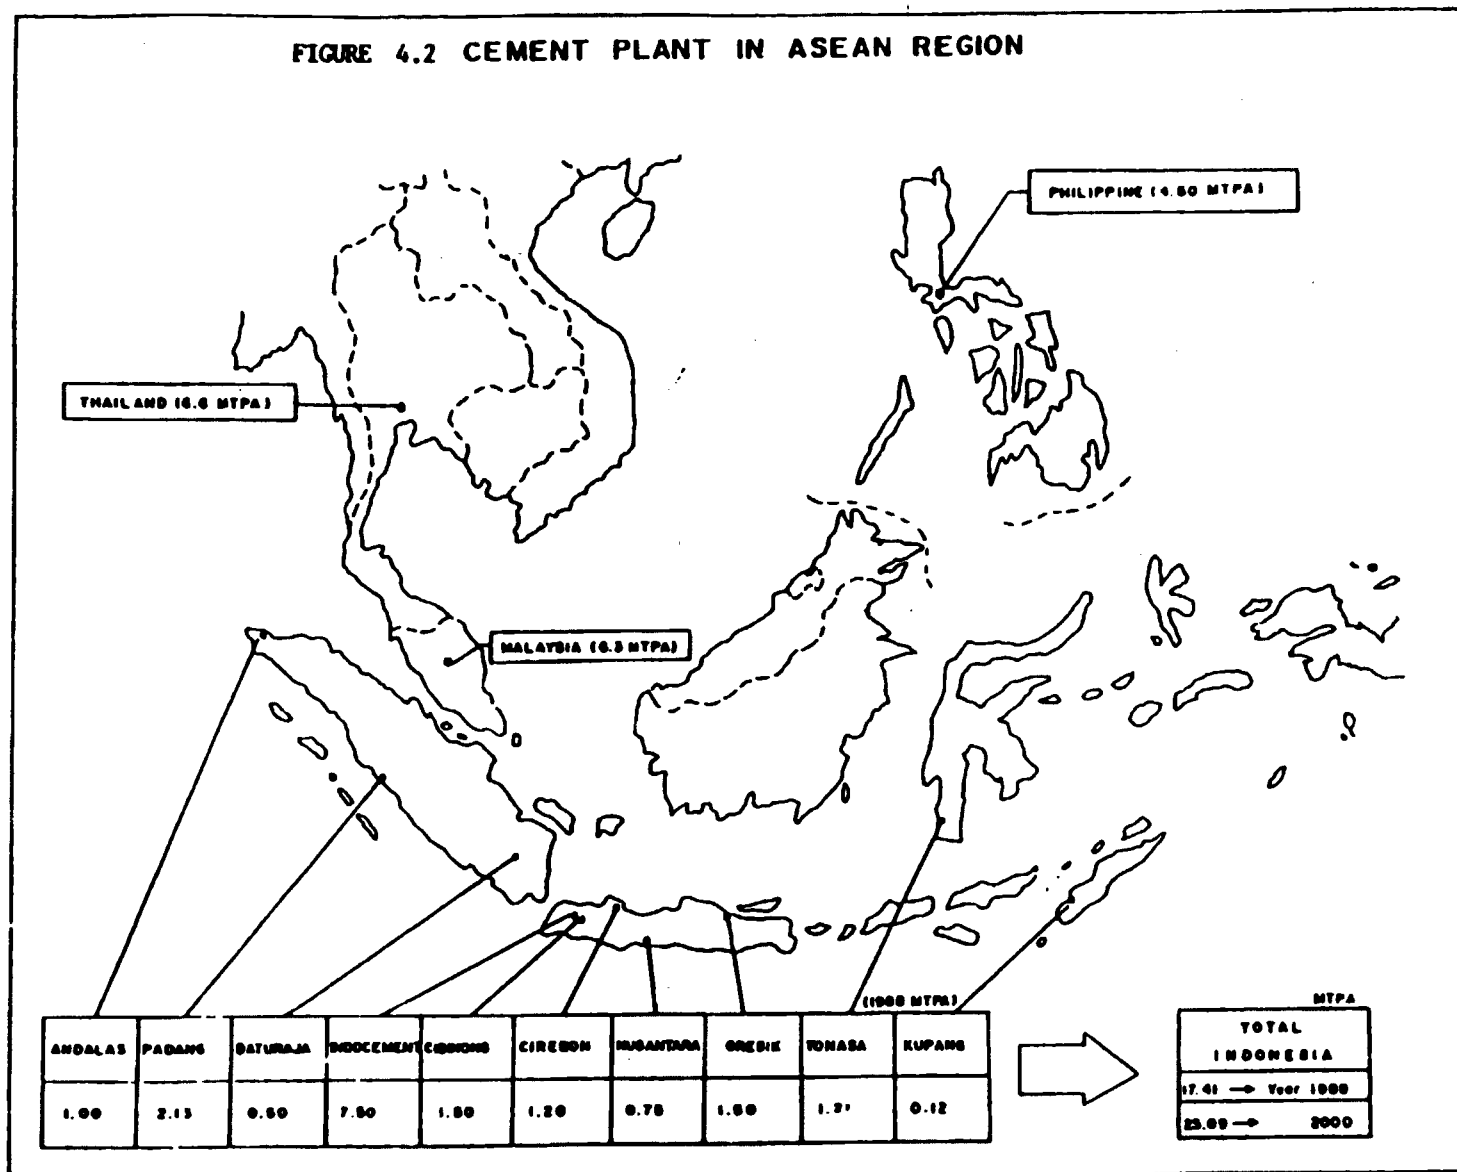 FIGURE 4.2 CEMENT PLANT IN ASEAN REGION
PHILIPPINE (4.50 MTPA)
THAILAND (6.6 MTPA)
MALAYSIA (6.3 MTPA)
(1988 MTPA)
MTPA
ANDALAS PADANG BATURAJA INDOCEMENT CIBINONG CIREBON NUSANTARA GRESIK TONASA KUPANG
1.00 2.13 0.50 7.50 1.50 1.20 0.75 1.50 0.12
TOTAL
INDONESIA
17.41 → Year 1988
→ 2000